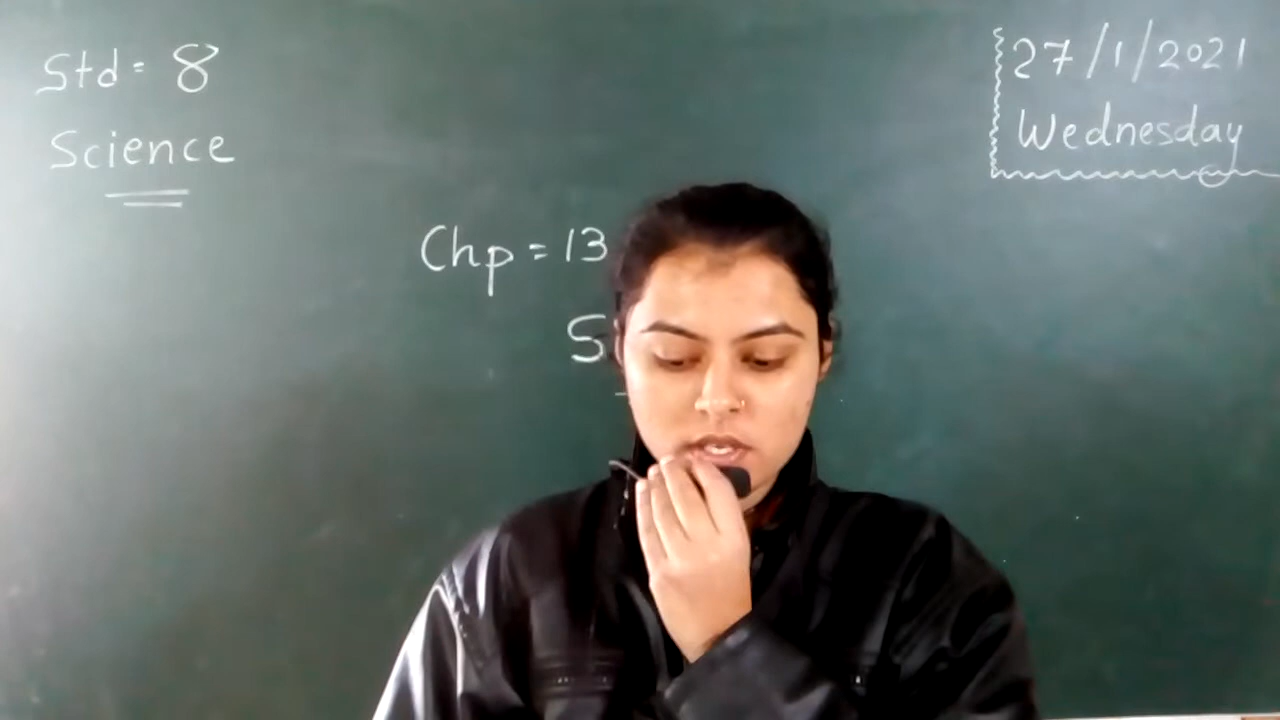 Std = 8
Science
27/1/2021
Wednesday
Chp = 13
S